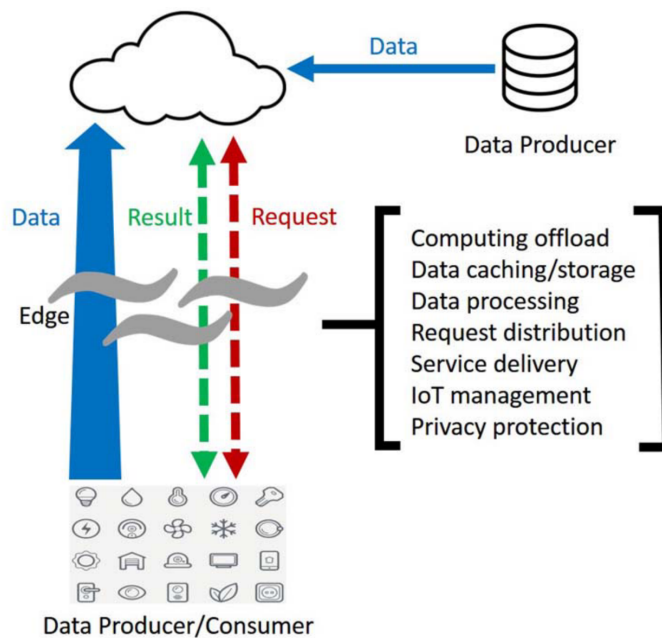 Data
Data Producer
Data
Result
Request
Edge
Computing offload
Data caching/storage
Data processing
Request distribution
Service delivery
IoT management
Privacy protection
Data Producer/Consumer